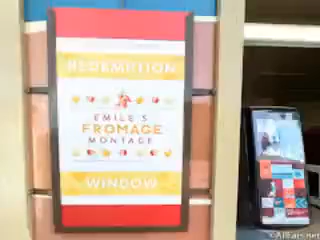 REDEMPTION
EMILE'S
FROMAGE
MONTAGE
WINDOW
©AllEars.net